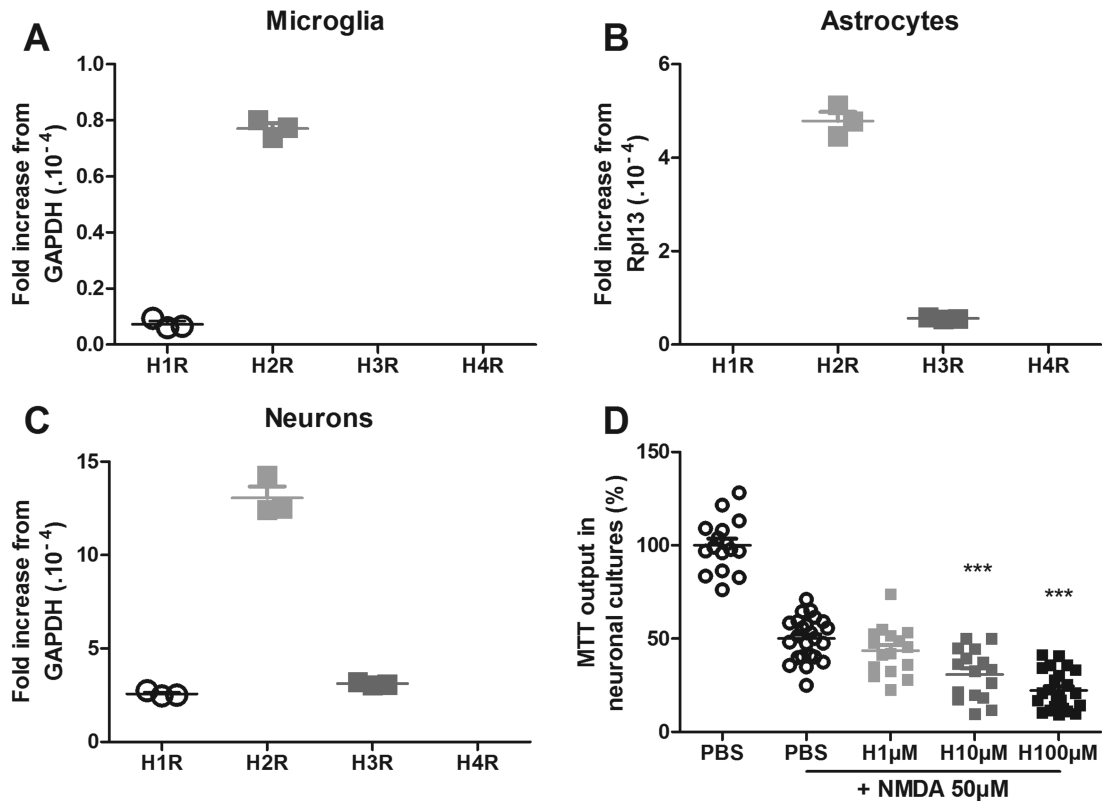 A
Microglia
Fold increase from
GAPDH (.10⁻⁴)
1.0
0.8
0.6
0.4
0.2
0.0
H1R H2R H3R H4R
B
Astrocytes
Fold increase from
Rpl13 (.10⁻⁴)
6
4
2
0
H1R H2R H3R H4R
C
Neurons
Fold increase from
GAPDH (.10⁻⁴)
15
10
5
0
H1R H2R H3R H4R
D
MTT output in
neuronal cultures (%)
150
100
50
0
***
***
PBS PBS H1µM H10µM H100µM
+ NMDA 50µM